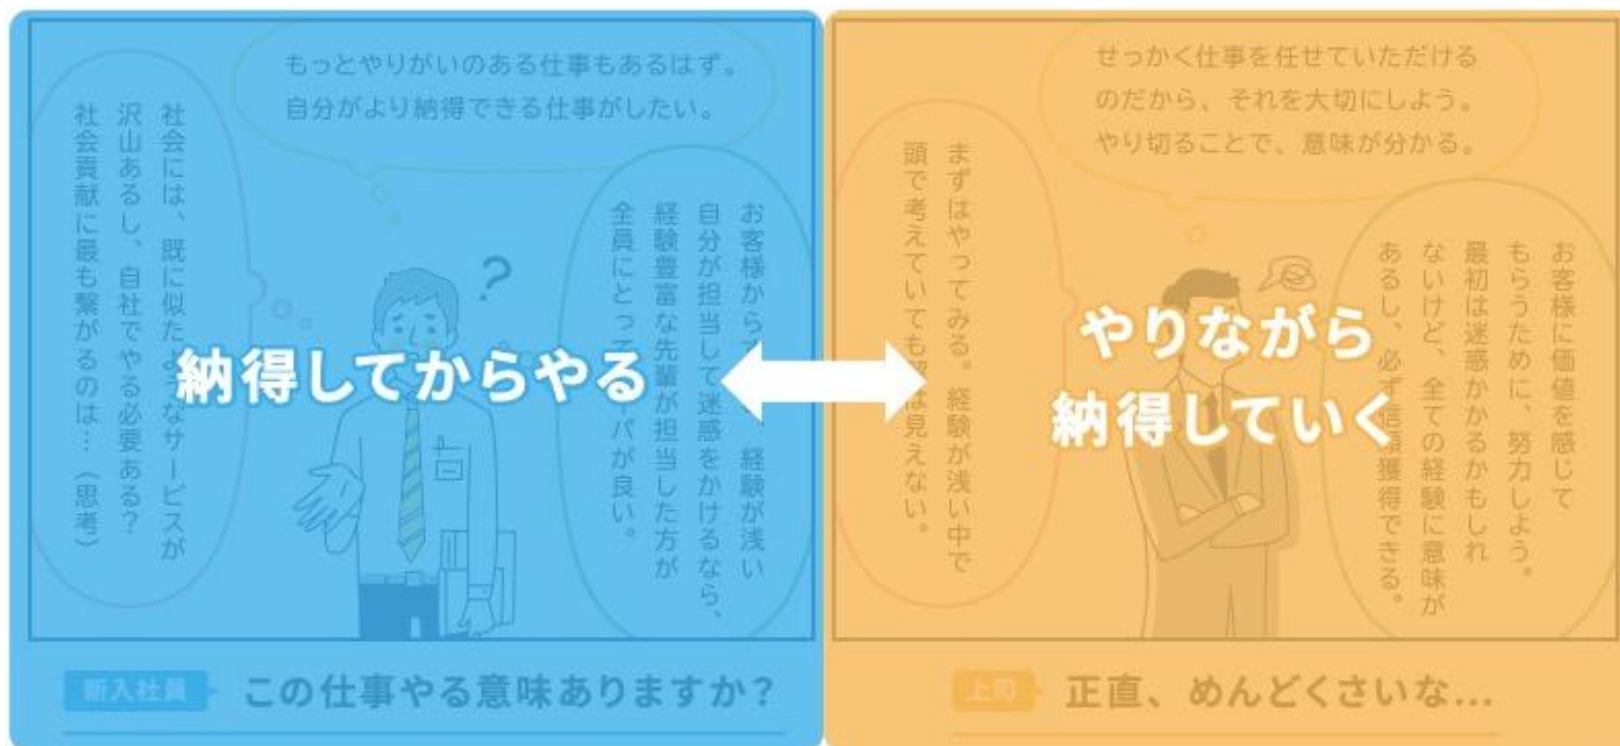 もっとやりがいのある仕事もあるはず。
自分がより納得できる仕事がしたい。
社会には、既に似たようなサービスが
沢山あるし、自社でやる必要ある？
社会貢献に最も繋がるのは…（思考）
お客様から
経験が浅い
自分が担当して迷惑をかけるなら、
経験豊富な先輩が担当した方が
全員にとって
パが良い。
?
納得してからやる
新入社員
この仕事やる意味ありますか？
せっかく仕事を任せていただける
のだから、それを大切にしよう。
やり切ることで、意味が分かる。
まずはやってみる。経験が浅い中で
頭で考えていても
は見えない。
お客様に価値を感じて
もらうために、努力しよう。
最初は迷惑かかるかもしれ
ないけど、全ての経験に意味が
あるし、必ず信頼獲得できる。
やりながら
納得していく
上司
正直、めんどくさいな...